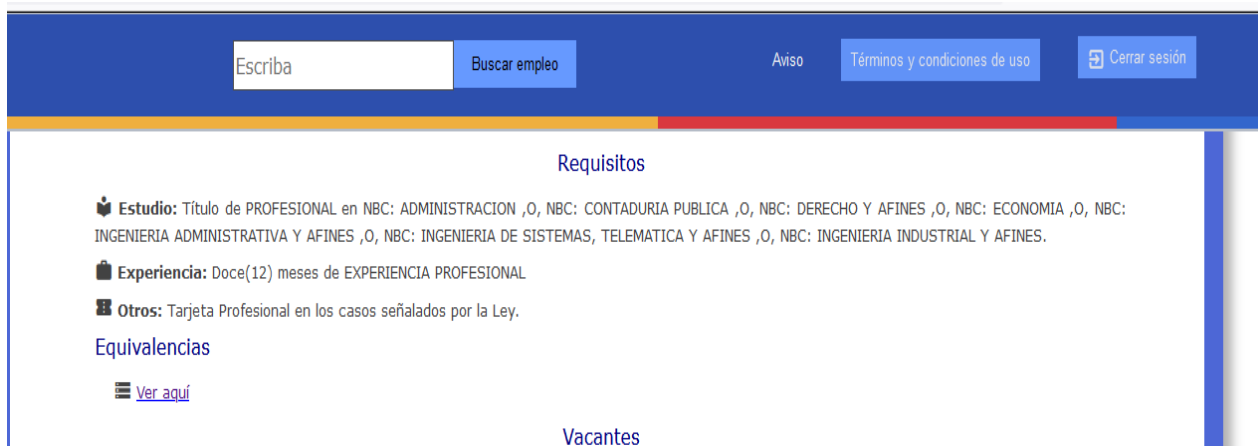 Escriba
Buscar empleo
Aviso
Términos y condiciones de uso
Cerrar sesión
Requisitos
Estudio: Título de PROFESIONAL en NBC: ADMINISTRACION ,O, NBC: CONTADURIA PUBLICA ,O, NBC: DERECHO Y AFINES ,O, NBC: ECONOMIA ,O, NBC:
INGENIERIA ADMINISTRATIVA Y AFINES ,O, NBC: INGENIERIA DE SISTEMAS, TELEMATICA Y AFINES ,O, NBC: INGENIERIA INDUSTRIAL Y AFINES.
Experiencia: Doce(12) meses de EXPERIENCIA PROFESIONAL
Otros: Tarjeta Profesional en los casos señalados por la Ley.
Equivalencias
Ver aquí
Vacantes